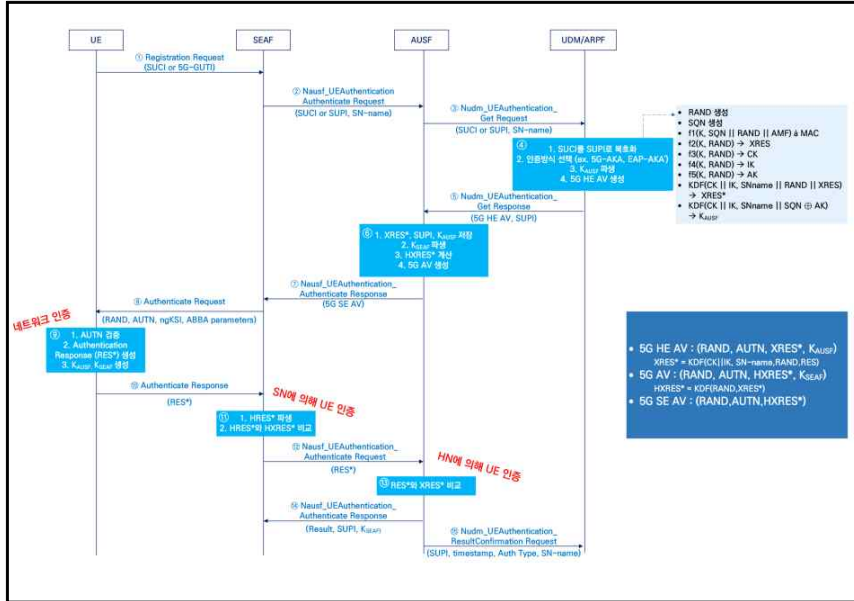 UE
SEAF
AUSF
UDM/ARPF
① Registration Request
(SUCI or 5G-GUTI)
② Nausf_UEAuthentication
Authenticate Request
(SUCI or SUPI, SN-name)
③ Nudm_UEAuthentication_
Get Request
(SUCI or SUPI, SN-name)
④ 1. SUCI를 SUPI로 복호화
2. 인증방식 선택 (ex. 5G-AKA, EAP-AKA')
3. KAUSF 파생
4. 5G HE AV 생성
• RAND 생성
• SQN 생성
• f1(K, SQN || RAND || AMF) à MAC
• f2(K, RAND) → XRES
• f3(K, RAND) → CK
• f4(K, RAND) → IK
• f5(K, RAND) → AK
• KDF(CK || IK, SNname || RAND || XRES)
→ XRES*
• KDF(CK || IK, SNname || SQN ⊕ AK)
→ KAUSF
⑤ Nudm_UEAuthentication_
Get Response
(5G HE AV, SUPI)
⑥ 1. XRES*, SUPI, KAUSF 저장
2. KSEAF 파생
3. HXRES* 계산
4. 5G AV 생성
⑦ Nausf_UEAuthentication_
Authenticate Response
(5G SE AV)
⑧ Authenticate Request
(RAND, AUTN, ngKSI, ABBA parameters)
네트워크 인증
⑨ 1. AUTN 검증
2. Authentication
Response (RES*) 생성
3. KAUSF, KSEAF 생성
⑩ Authenticate Response
(RES*)
SN에 의해 UE 인증
⑪ 1. HRES* 파생
2. HRES*와 HXRES* 비교
⑫ Nausf_UEAuthentication_
Authenticate Request
(RES*)
HN에 의해 UE 인증
⑬ RES*와 XRES* 비교
⑭ Nausf_UEAuthentication_
Authenticate Response
(Result, SUPI, KSEAF)
⑮ Nudm_UEAuthentication_
ResultConfirmation Request
(SUPI, timestamp, Auth Type, SN-name)
• 5G HE AV : (RAND, AUTN, XRES*, KAUSF)
XRES* = KDF(CK||IK, SN-name,RAND,RES)
• 5G AV : (RAND, AUTN, HXRES*, KSEAF)
HXRES* = KDF(RAND,XRES*)
• 5G SE AV : (RAND,AUTN,HXRES*)